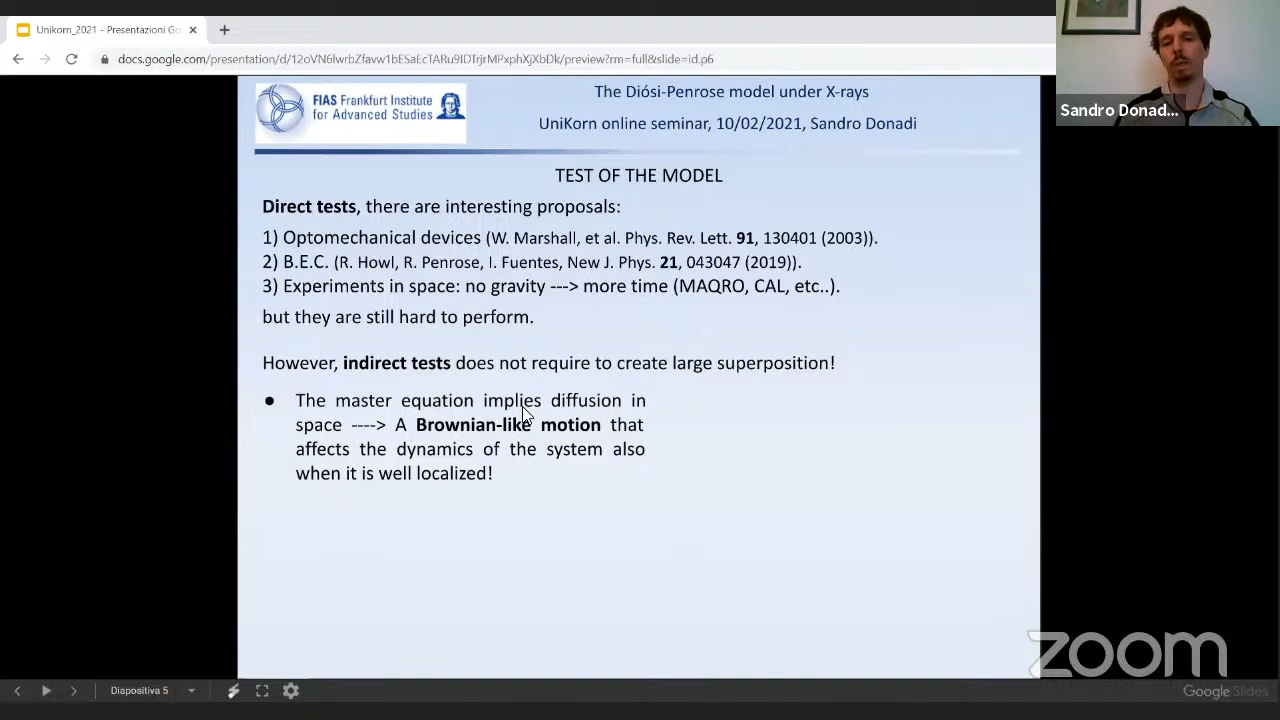 Unikorn_2021 - Presentazioni Go
docs.google.com/presentation/d/12oVN6lwrbZfavw1bESaEcTARu9IDTrjrMPxphXjXbDk/preview?rm=full&slide=id.p6
Sandro Donad...
FIAS Frankfurt Institute
for Advanced Studies
The Diósi-Penrose model under X-rays
UniKorn online seminar, 10/02/2021, Sandro Donadi
TEST OF THE MODEL
Direct tests, there are interesting proposals:
1) Optomechanical devices (W. Marshall, et al. Phys. Rev. Lett. 91, 130401 (2003)).
2) B.E.C. (R. Howl, R. Penrose, I. Fuentes, New J. Phys. 21, 043047 (2019)).
3) Experiments in space: no gravity ---> more time (MAQRO, CAL, etc..).
but they are still hard to perform.
However, indirect tests does not require to create large superposition!
● The master equation implies diffusion in
space ----> A Brownian-like motion that
affects the dynamics of the system also
when it is well localized!
zoom
Diapositiva 5
Google Slides